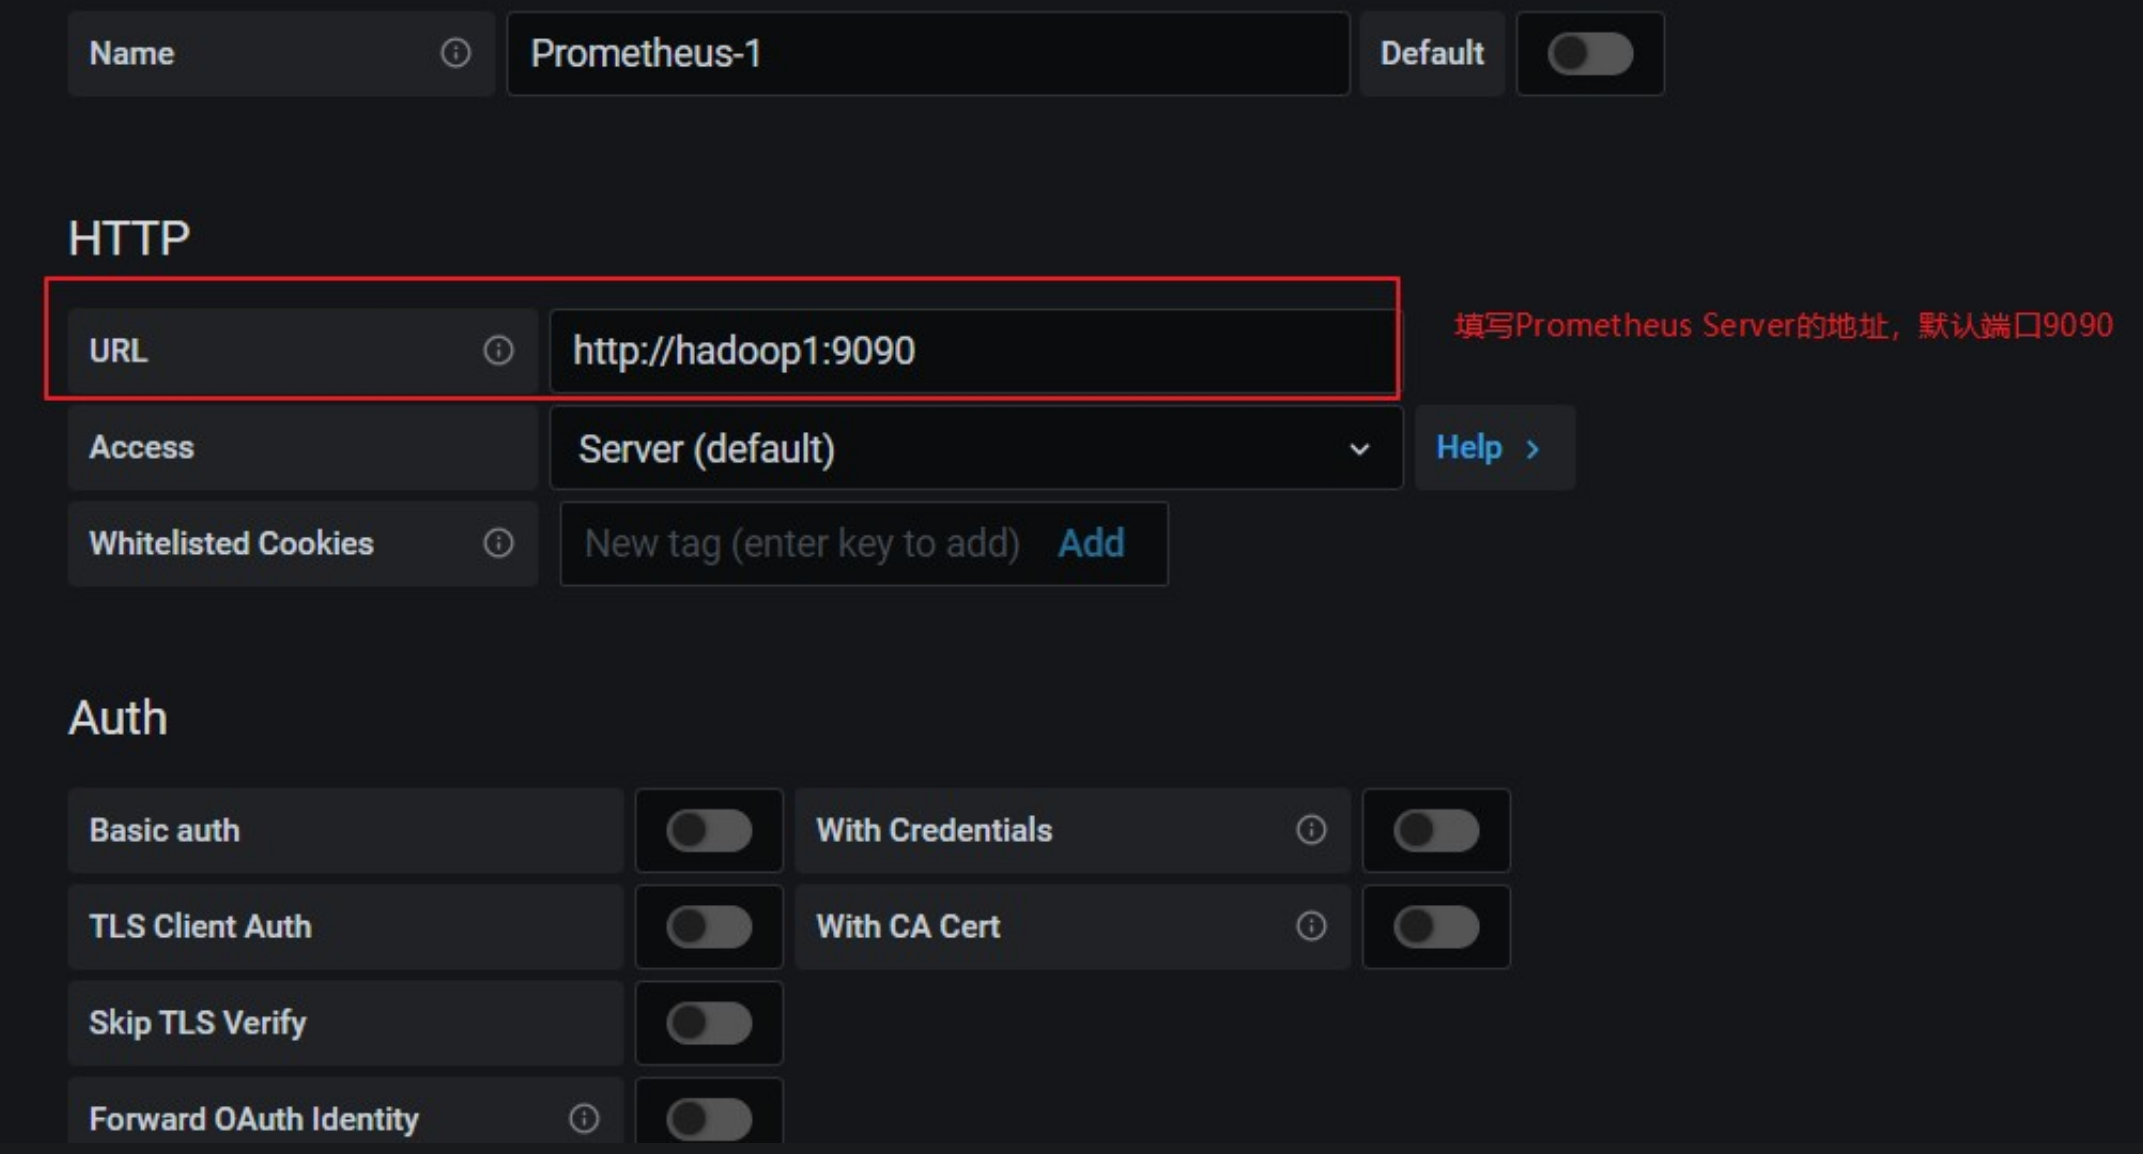 Name
Prometheus-1
Default
HTTP
URL
http://hadoop1:9090
填写Prometheus Server的地址，默认端口9090
Access
Server (default)
Help
Whitelisted Cookies
New tag (enter key to add)
Add
Auth
Basic auth
With Credentials
TLS Client Auth
With CA Cert
Skip TLS Verify
Forward OAuth Identity